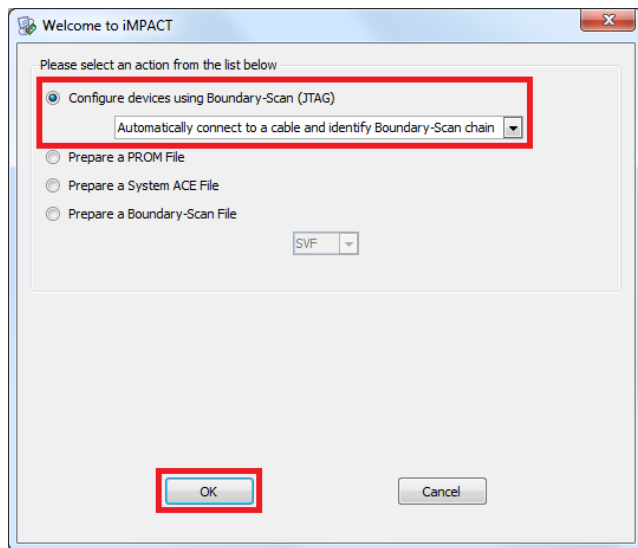 Welcome to iMPACT
Please select an action from the list below
Configure devices using Boundary-Scan (JTAG)
Automatically connect to a cable and identify Boundary-Scan chain
Prepare a PROM File
Prepare a System ACE File
Prepare a Boundary-Scan File
SVF
OK
Cancel